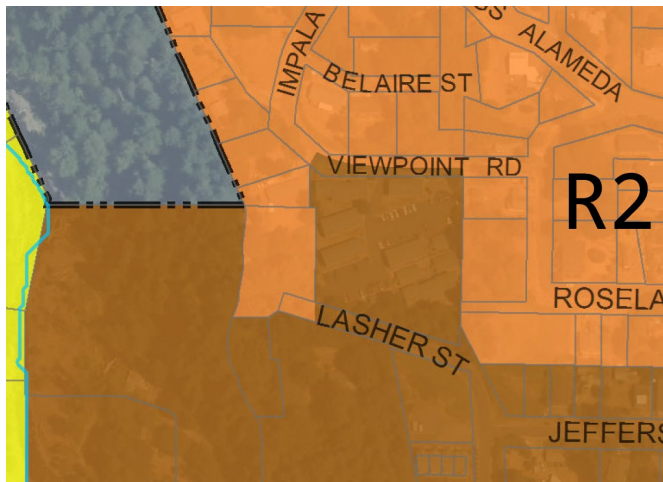 IMPALA
ALAMEDA
BELAIRE ST
VIEWPOINT RD
R2
ROSELA
LASHER ST
JEFFERS